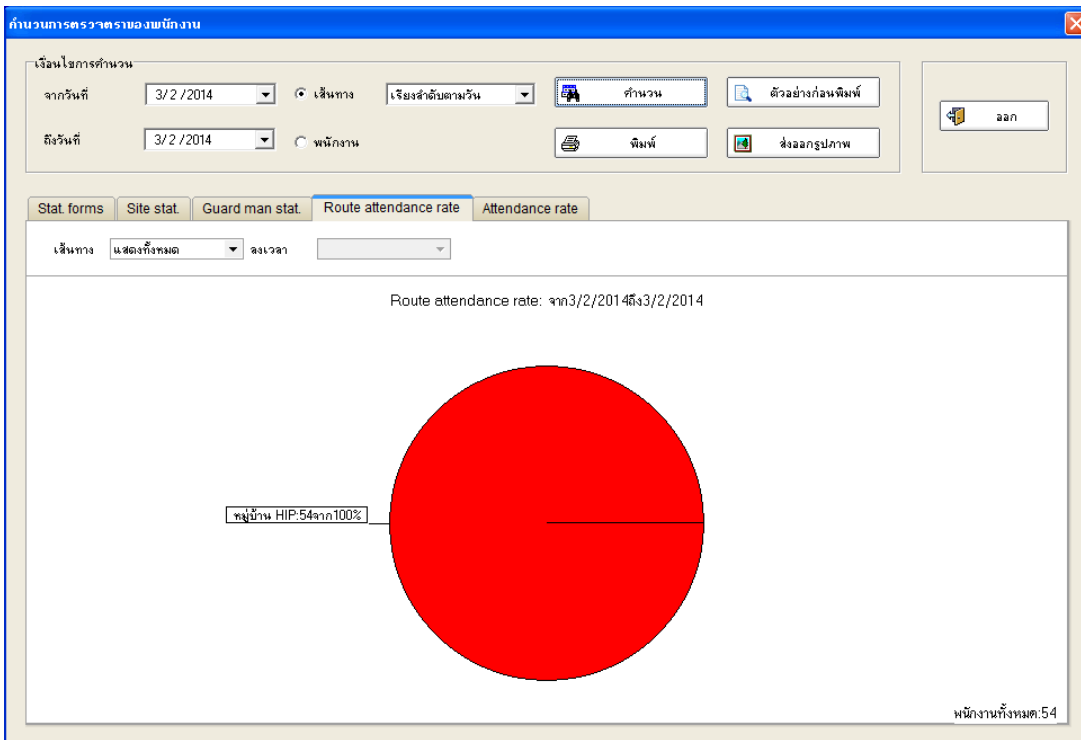 คำนวนการตรวจตราของพนักงาน
เงื่อนไขการคำนวน
จากวันที่ 3/ 2 /2014 เส้นทาง เรียงลำดับตามวัน คำนวน ตัวอย่างก่อนพิมพ์
ถึงวันที่ 3/ 2 /2014 พนักงาน พิมพ์ ส่งออกรูปภาพ
ออก
Stat. forms Site stat. Guard man stat. Route attendance rate Attendance rate
เส้นทาง แสดงทั้งหมด ลงเวลา
Route attendance rate: จาก3/2/2014ถึง3/2/2014
หมู่บ้าน HIP:54จาก100%
พนักงานทั้งหมด:54